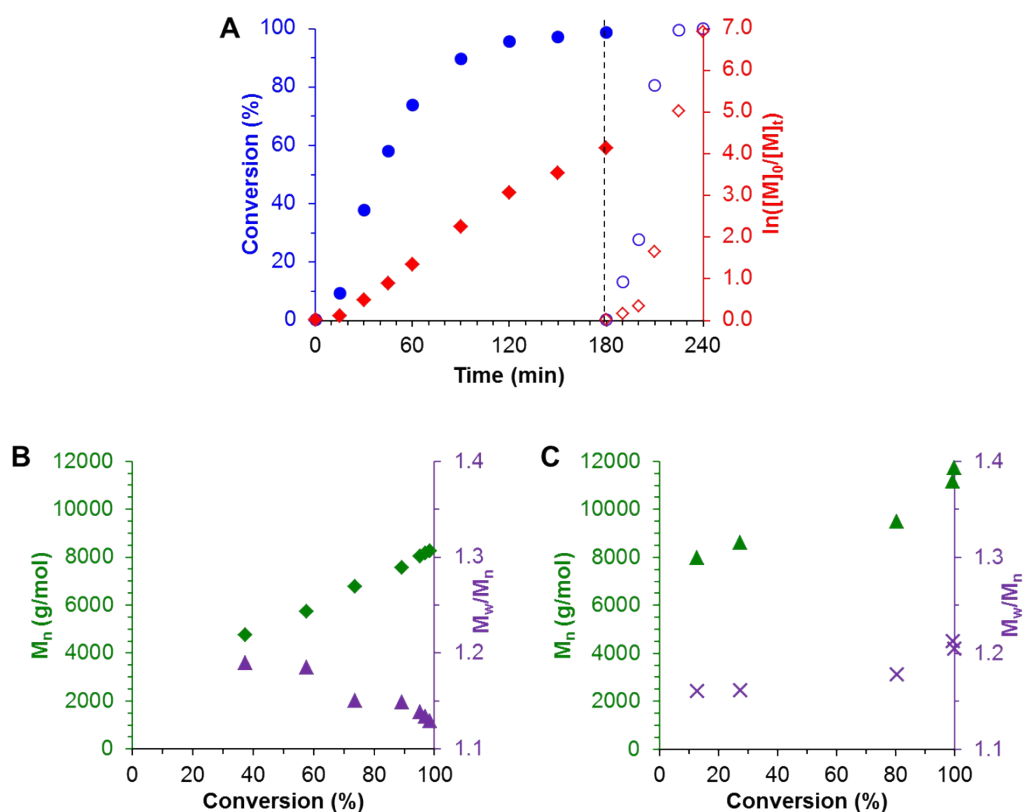 A
Conversion (%)
100
80
60
40
20
0
7.0
6.0
5.0
4.0
3.0
2.0
1.0
0.0
ln([M]0/[M]t)
0 60 120 180 240
Time (min)
B
Mn (g/mol)
12000
10000
8000
6000
4000
2000
0
1.4
1.3
1.2
1.1
Mw/Mn
0 20 40 60 80 100
Conversion (%)
C
Mn (g/mol)
12000
10000
8000
6000
4000
2000
0
1.4
1.3
1.2
1.1
Mw/Mn
0 20 40 60 80 100
Conversion (%)